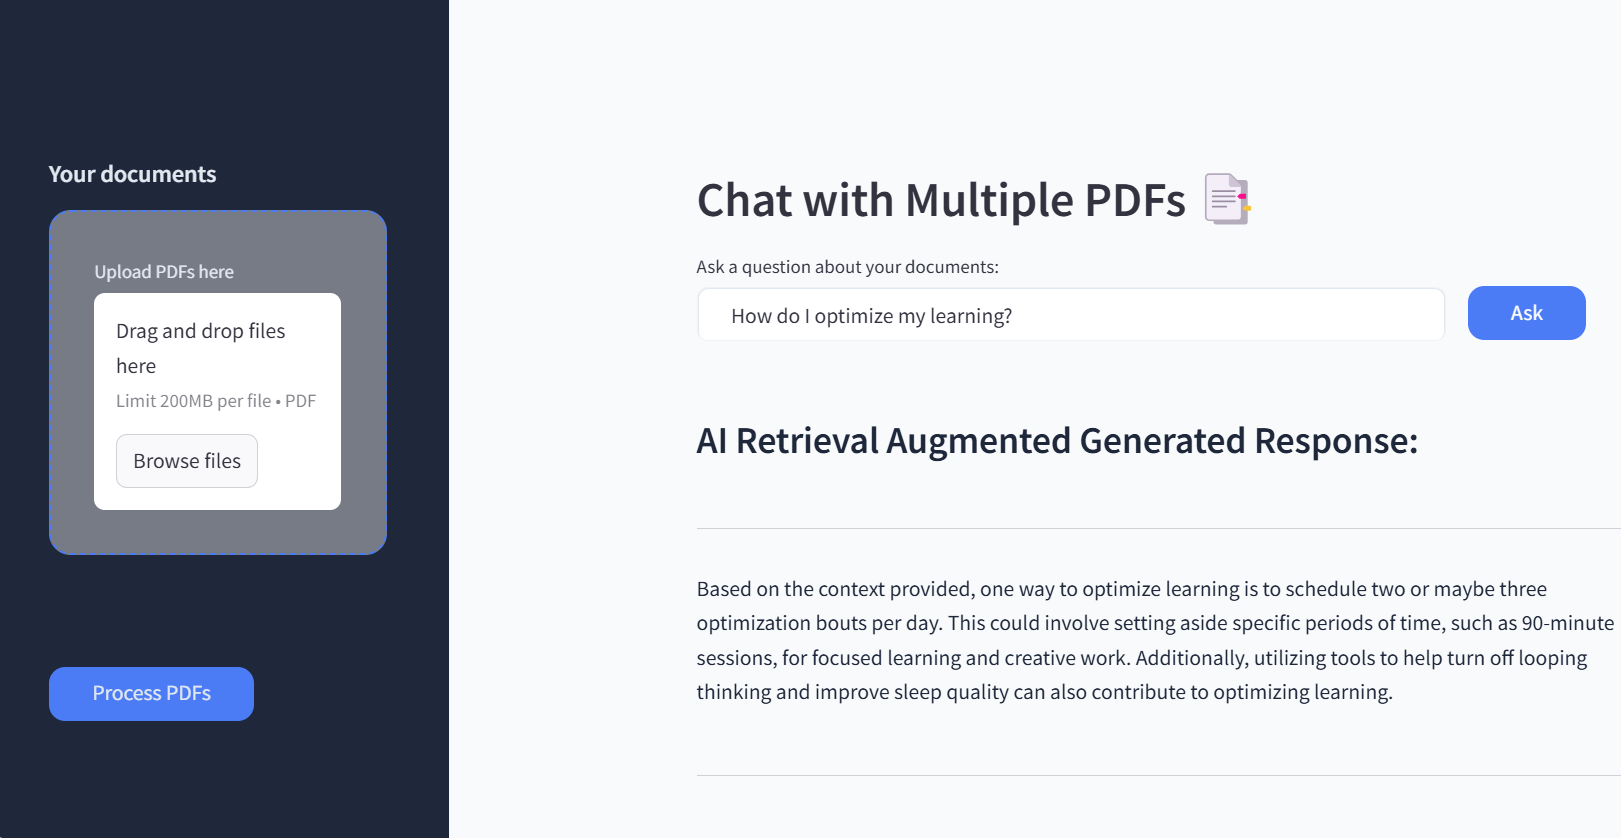 Your documents
Upload PDFs here
Drag and drop files
here
Limit 200MB per file • PDF
Browse files
Process PDFs
Chat with Multiple PDFs
Ask a question about your documents:
How do I optimize my learning?
Ask
AI Retrieval Augmented Generated Response:
Based on the context provided, one way to optimize learning is to schedule two or maybe three
optimization bouts per day. This could involve setting aside specific periods of time, such as 90-minute
sessions, for focused learning and creative work. Additionally, utilizing tools to help turn off looping
thinking and improve sleep quality can also contribute to optimizing learning.